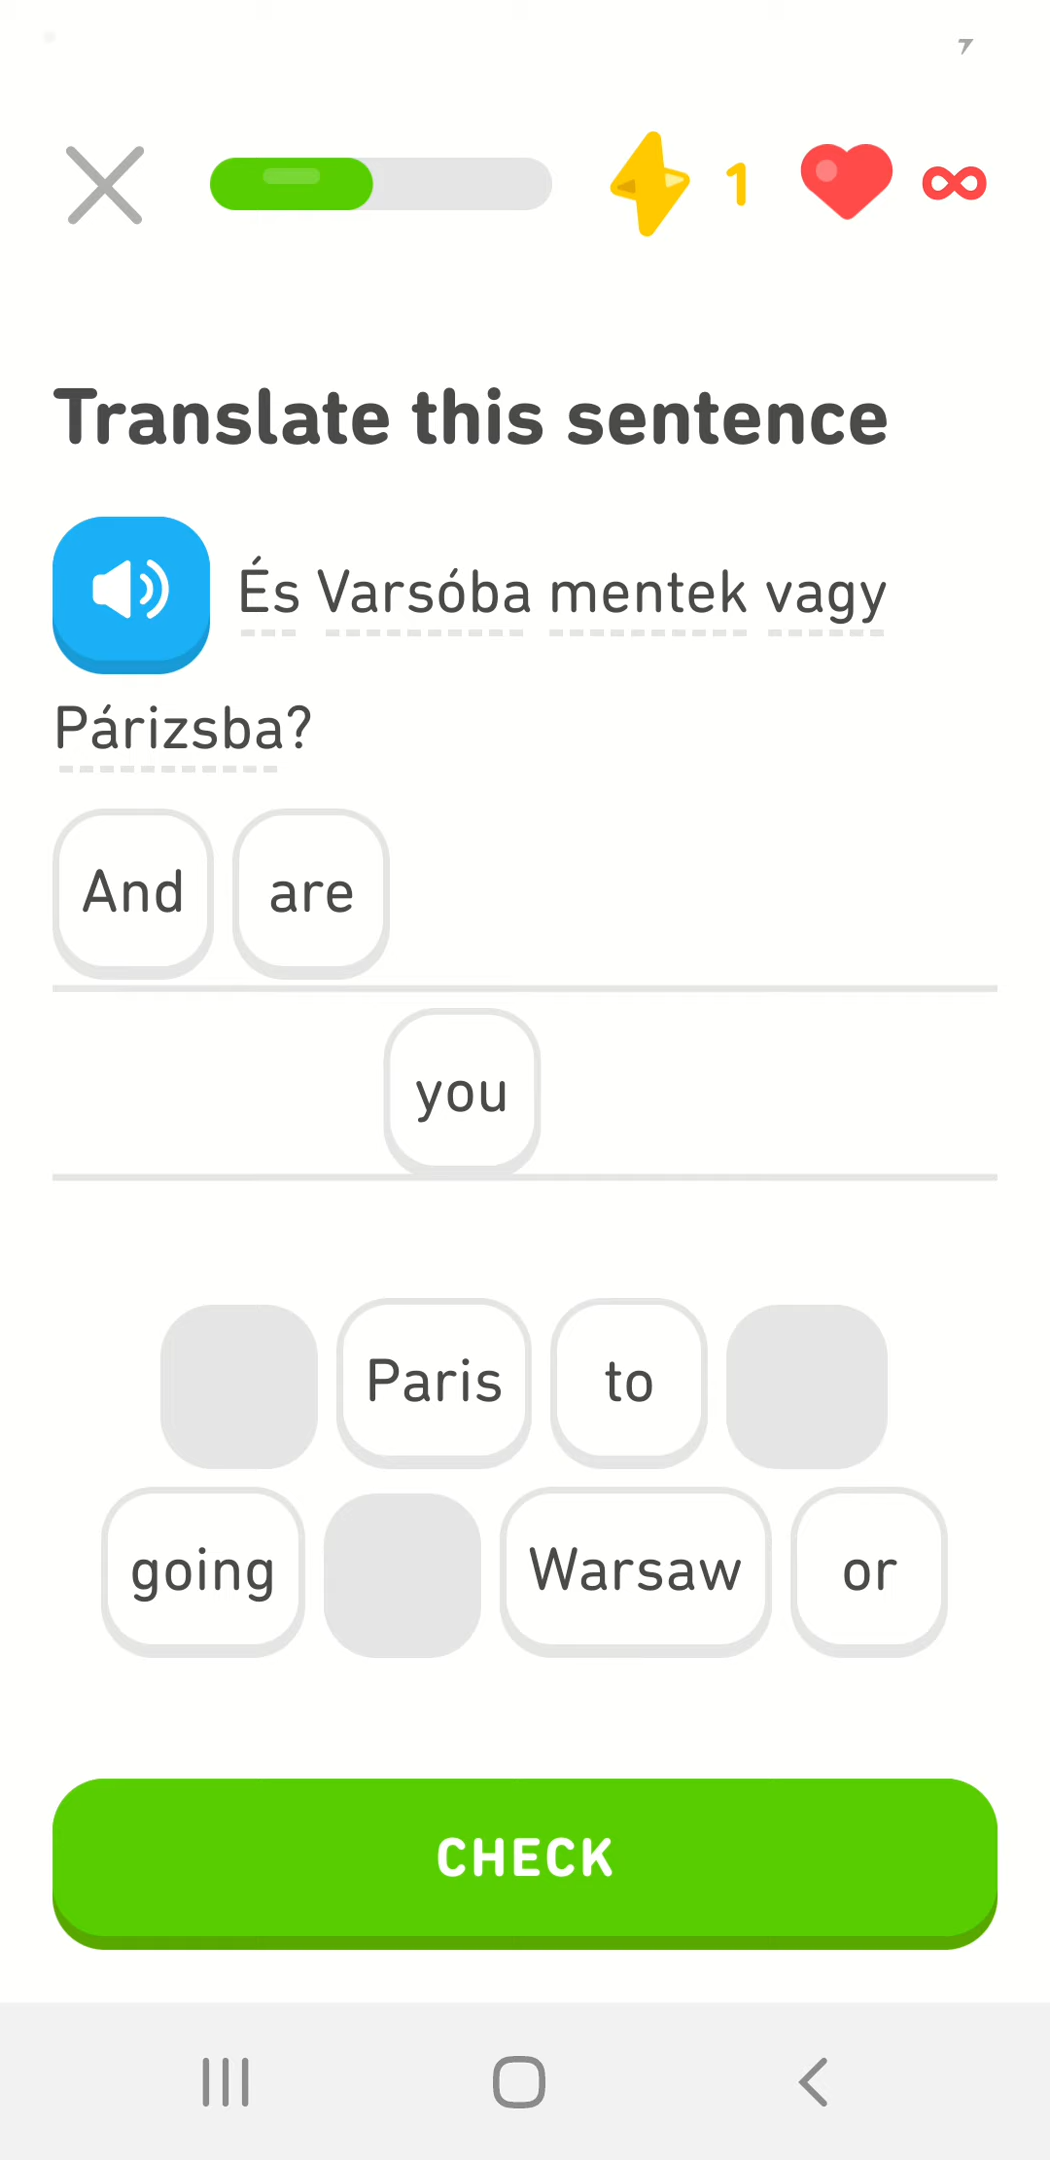 1
Translate this sentence
És Varsóba mentek vagy
Párizsba?
And are
you
Paris to
going Warsaw or
CHECK